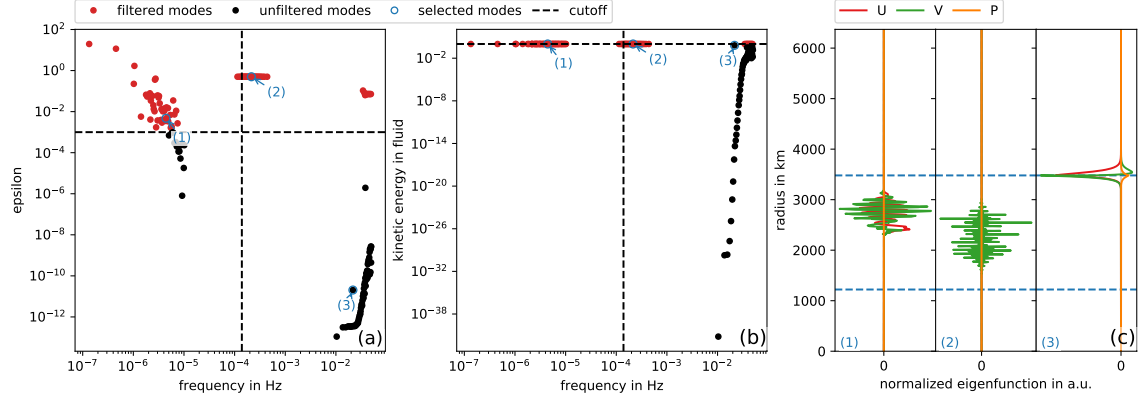 filtered modes unfiltered modes selected modes cutoff
U V P
10² 10⁰ 10⁻² 10⁻⁴ 10⁻⁶ 10⁻⁸ 10⁻¹⁰ 10⁻¹²
epsilon
(1)
(2)
(3)
(a)
10⁻⁷ 10⁻⁶ 10⁻⁵ 10⁻⁴ 10⁻³ 10⁻²
frequency in Hz
10⁻² 10⁻⁸ 10⁻¹⁴ 10⁻²⁰ 10⁻²⁶ 10⁻³² 10⁻³⁸
kinetic energy in fluid
(1)
(2)
(3)
(b)
10⁻⁷ 10⁻⁶ 10⁻⁵ 10⁻⁴ 10⁻³ 10⁻²
frequency in Hz
6000
5000
4000
3000
2000
1000
0
radius in km
(1) (2) (3)
(c)
0 0 0
normalized eigenfunction in a.u.